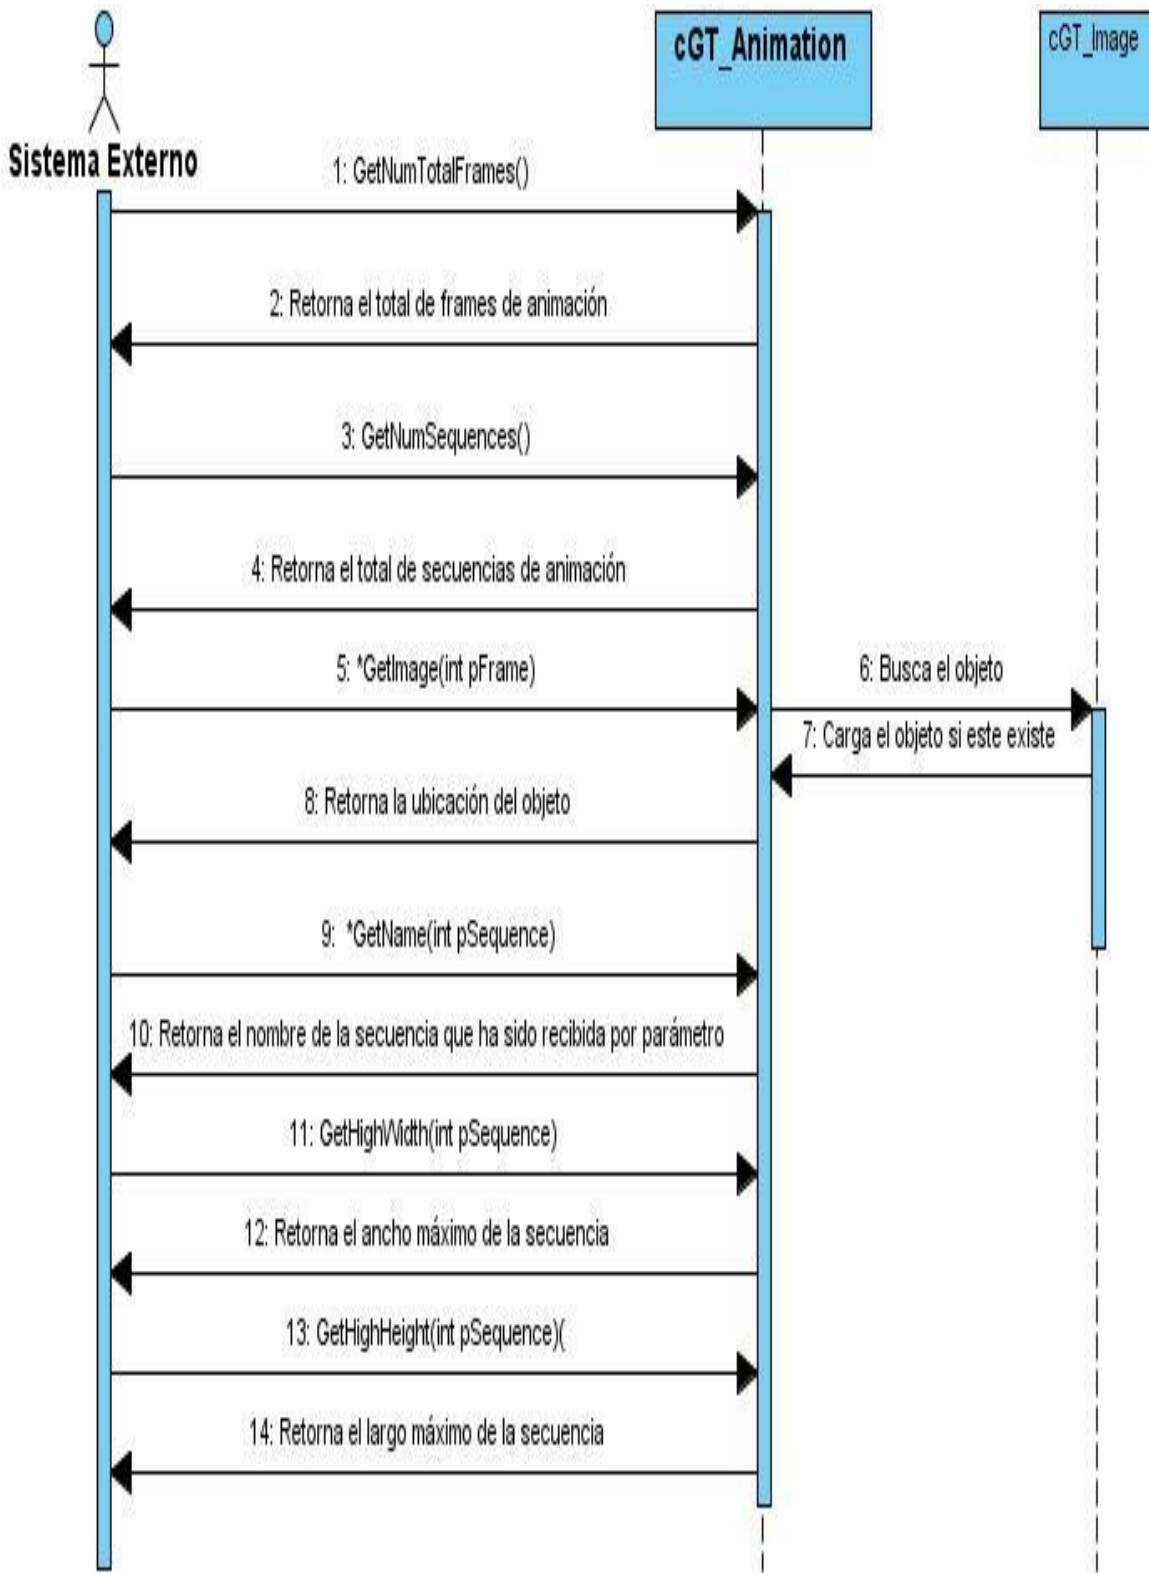 cGT_Animation
cGT_Image
Sistema Externo
1: GetNumTotalFrames()
2: Retorna el total de frames de animación
3: GetNumSequences()
4: Retorna el total de secuencias de animación
5: *GetImage(int pFrame)
6: Busca el objeto
7: Carga el objeto si este existe
8: Retorna la ubicación del objeto
9: *GetName(int pSequence)
10: Retorna el nombre de la secuencia que ha sido recibida por parámetro
11: GetHighWidth(int pSequence)
12: Retorna el ancho máximo de la secuencia
13: GetHighHeight(int pSequence)(
14: Retorna el largo máximo de la secuencia